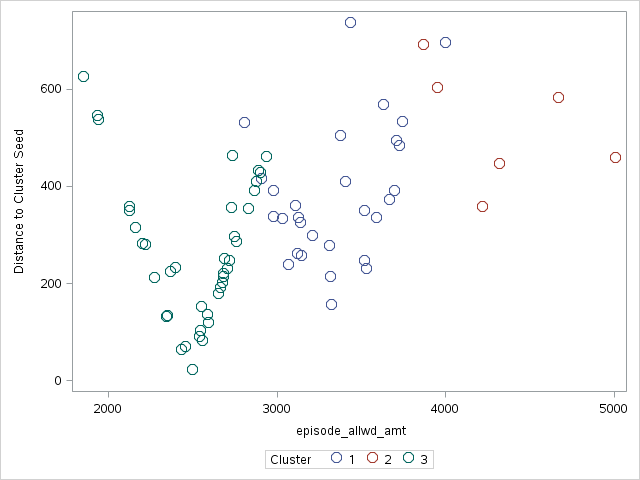 Distance to Cluster Seed
600
400
200
0
2000 3000 4000 5000
episode_allwd_amt
Cluster 1 2 3